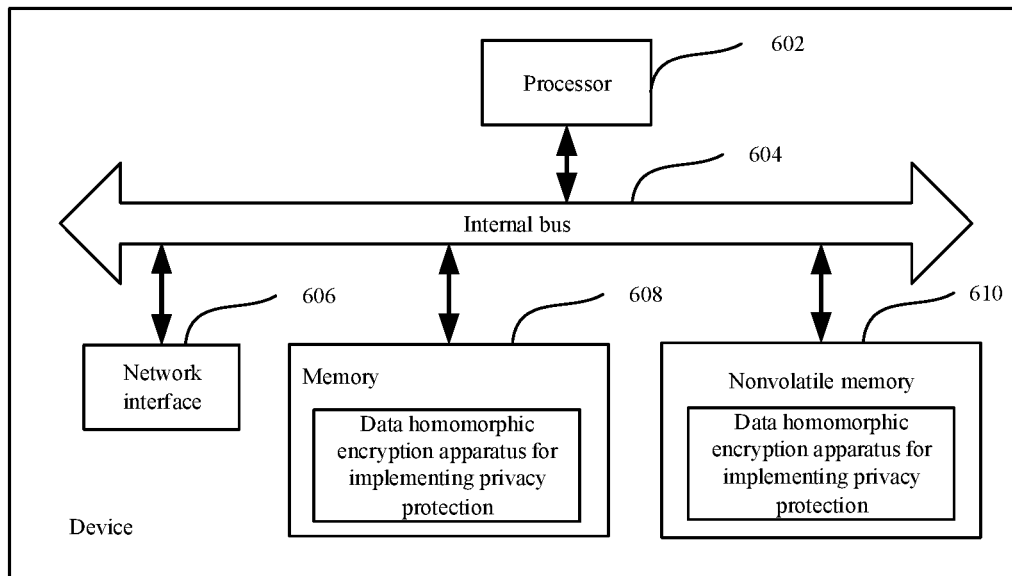 602
Processor
604
Internal bus
606
608
610
Network
interface
Memory
Data homomorphic
encryption apparatus for
implementing privacy
protection
Nonvolatile memory
Data homomorphic
encryption apparatus for
implementing privacy
protection
Device